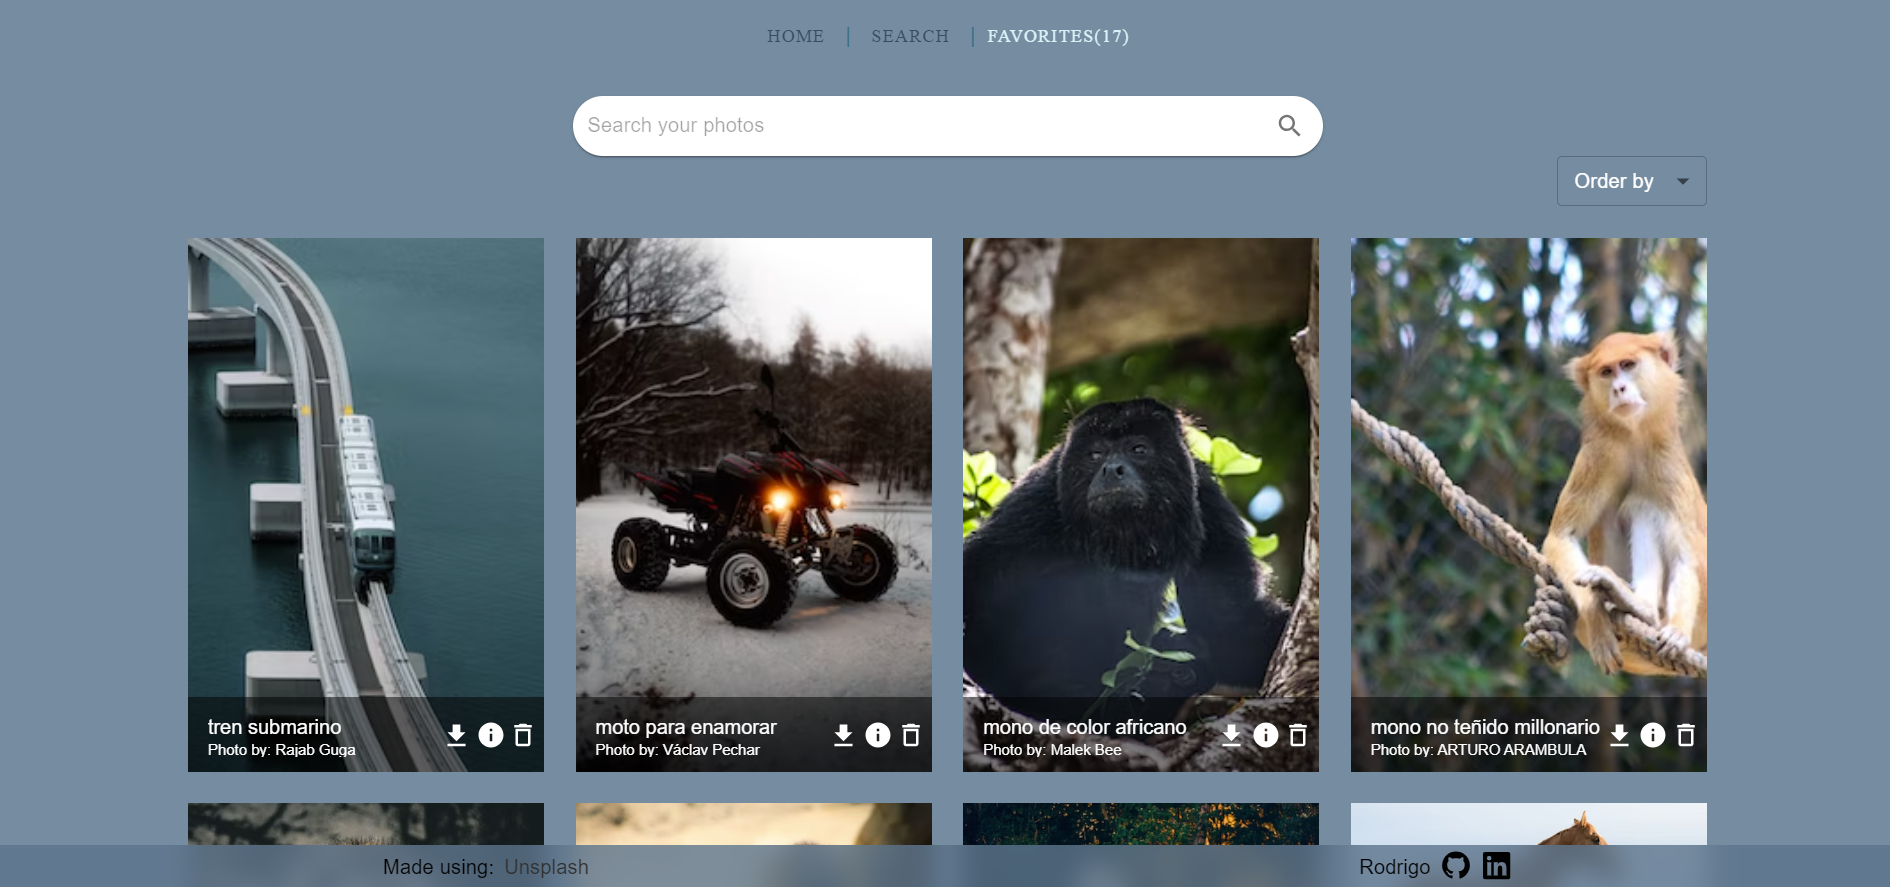 HOME | SEARCH | FAVORITES(17)
Search your photos
Order by
tren submarino
Photo by: Rajab Guga
moto para enamorar
Photo by: Václav Pechar
mono de color africano
Photo by: Malek Bee
mono no teñido millonario
Photo by: ARTURO ARAMBULA
Made using: Unsplash
Rodrigo